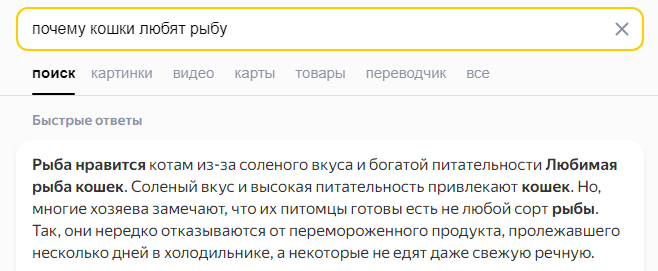 почему кошки любят рыбу
поиск картинки видео карты товары переводчик все
Быстрые ответы
Рыба нравится котам из-за соленого вкуса и богатой питательности Любимая
рыба кошек. Соленый вкус и высокая питательность привлекают кошек. Но,
многие хозяева замечают, что их питомцы готовы есть не любой сорт рыбы.
Так, они нередко отказываются от перемороженного продукта, пролежавшего
несколько дней в холодильнике, а некоторые не едят даже свежую речную.